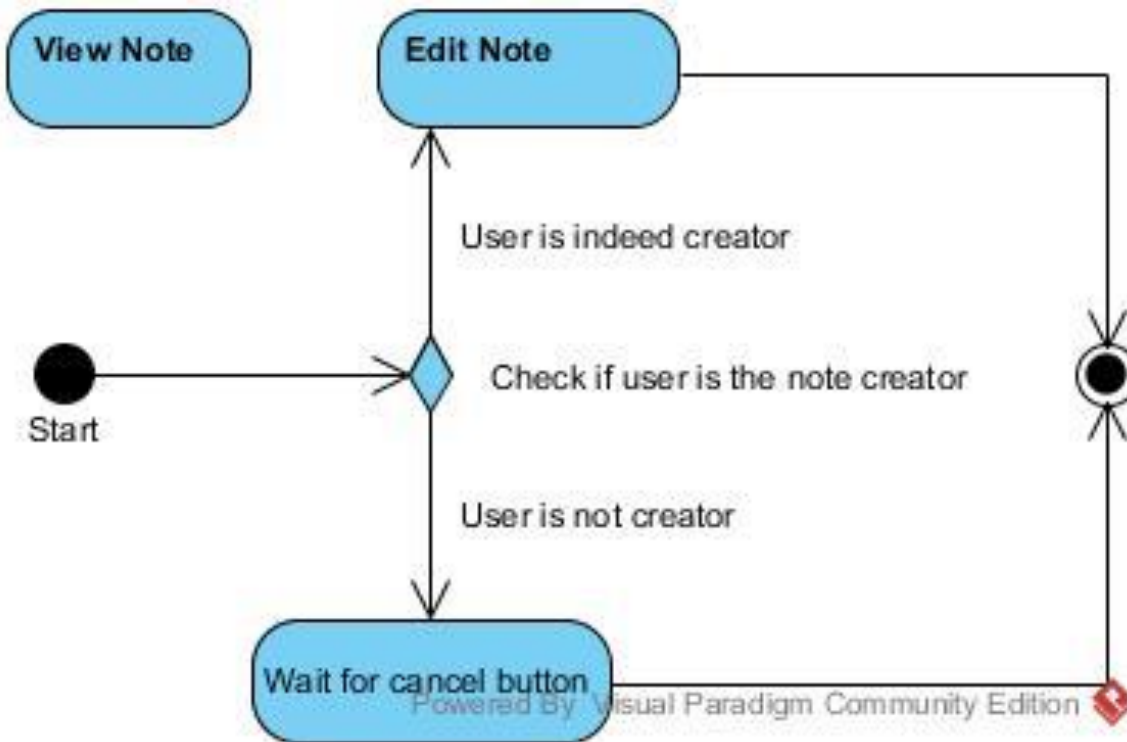 View Note
Edit Note
User is indeed creator
Start
Check if user is the note creator
User is not creator
Wait for cancel button
Powered By Visual Paradigm Community Edition